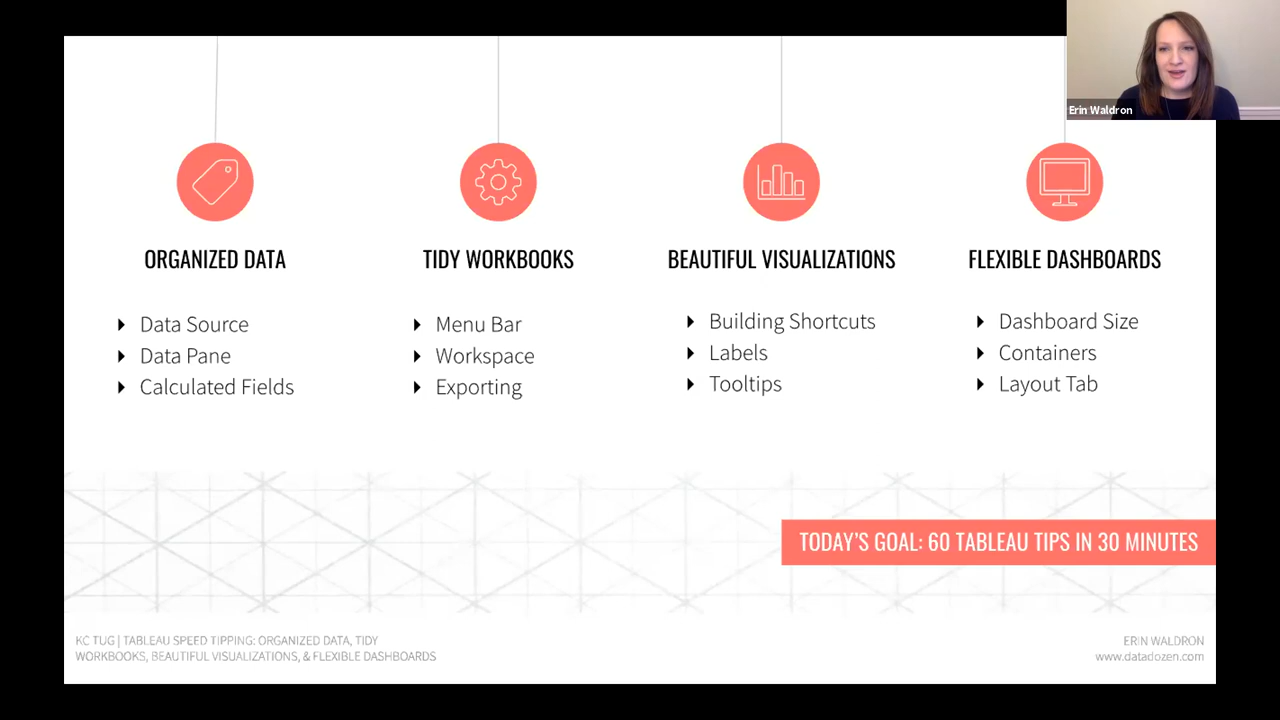 Erin Waldron
ORGANIZED DATA
Data Source
Data Pane
Calculated Fields
TIDY WORKBOOKS
Menu Bar
Workspace
Exporting
BEAUTIFUL VISUALIZATIONS
Building Shortcuts
Labels
Tooltips
FLEXIBLE DASHBOARDS
Dashboard Size
Containers
Layout Tab
TODAY'S GOAL: 60 TABLEAU TIPS IN 30 MINUTES
KC TUG | TABLEAU SPEED TIPPING: ORGANIZED DATA, TIDY
WORKBOOKS, BEAUTIFUL VISUALIZATIONS, & FLEXIBLE DASHBOARDS
ERIN WALDRON
www.datadozen.com